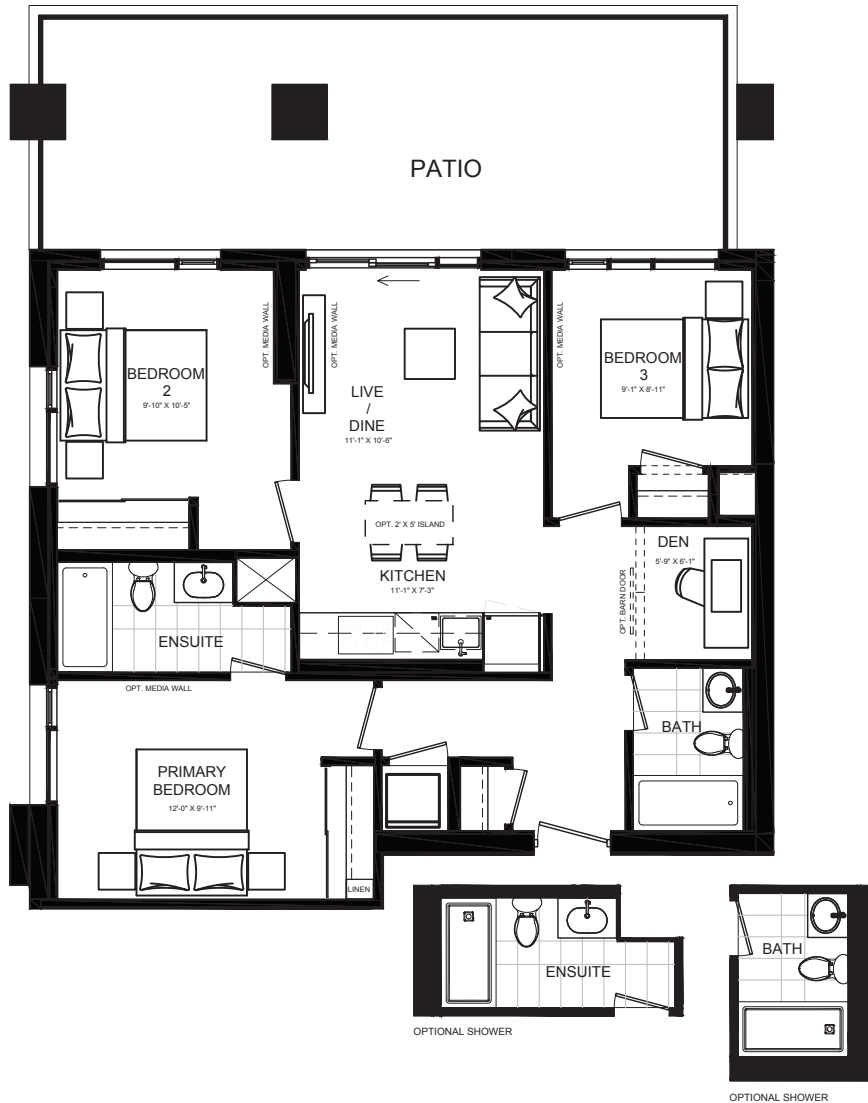 PATIO
OPT. MEDIA WALL
OPT. MEDIA WALL
OPT. MEDIA WALL
BEDROOM
2
9'-10" X 10'-5"
LIVE
/
DINE
11'-1" X 10'-6"
BEDROOM
3
9'-1" X 8'-11"
OPT. 2' X 5' ISLAND
KITCHEN
11'-1" X 7'-3"
DEN
5'-9" X 6'-1"
OPT. BARN DOOR
ENSUITE
OPT. MEDIA WALL
BATH
PRIMARY
BEDROOM
12'-0" X 9'-11"
LINEN
ENSUITE
OPTIONAL SHOWER
BATH
OPTIONAL SHOWER